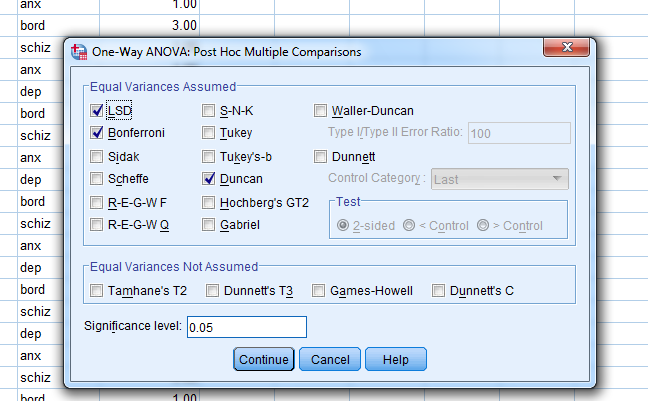 anx 1.00
bord 3.00
schiz
anx
dep
bord
schiz
anx
dep
bord
schiz
anx
dep
bord
schiz
dep
anx
schiz
bord 1.00
One-Way ANOVA: Post Hoc Multiple Comparisons
Equal Variances Assumed
LSD S-N-K Waller-Duncan
Bonferroni Tukey Type I/Type II Error Ratio: 100
Sidak Tukey's-b Dunnett
Scheffe Duncan Control Category : Last
R-E-G-W F Hochberg's GT2 Test
R-E-G-W Q Gabriel 2-sided < Control > Control
Equal Variances Not Assumed
Tamhane's T2 Dunnett's T3 Games-Howell Dunnett's C
Significance level: 0.05
Continue Cancel Help